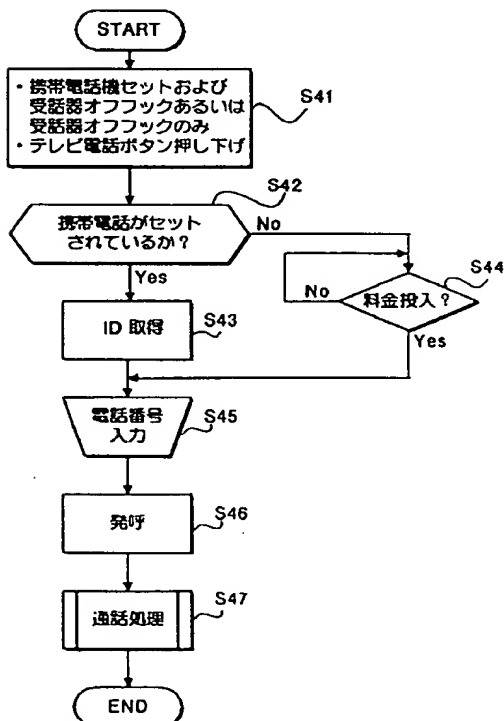 START
・携帯電話機セットおよび
受話器オフフックあるいは
受話器オフフックのみ
・テレビ電話ボタン押し下げ
S41
S42
携帯電話がセット
されているか?
No
Yes
S44
料金投入?
No
Yes
ID 取得
S43
電話番号
入力
S45
発呼
S46
通話処理
S47
END